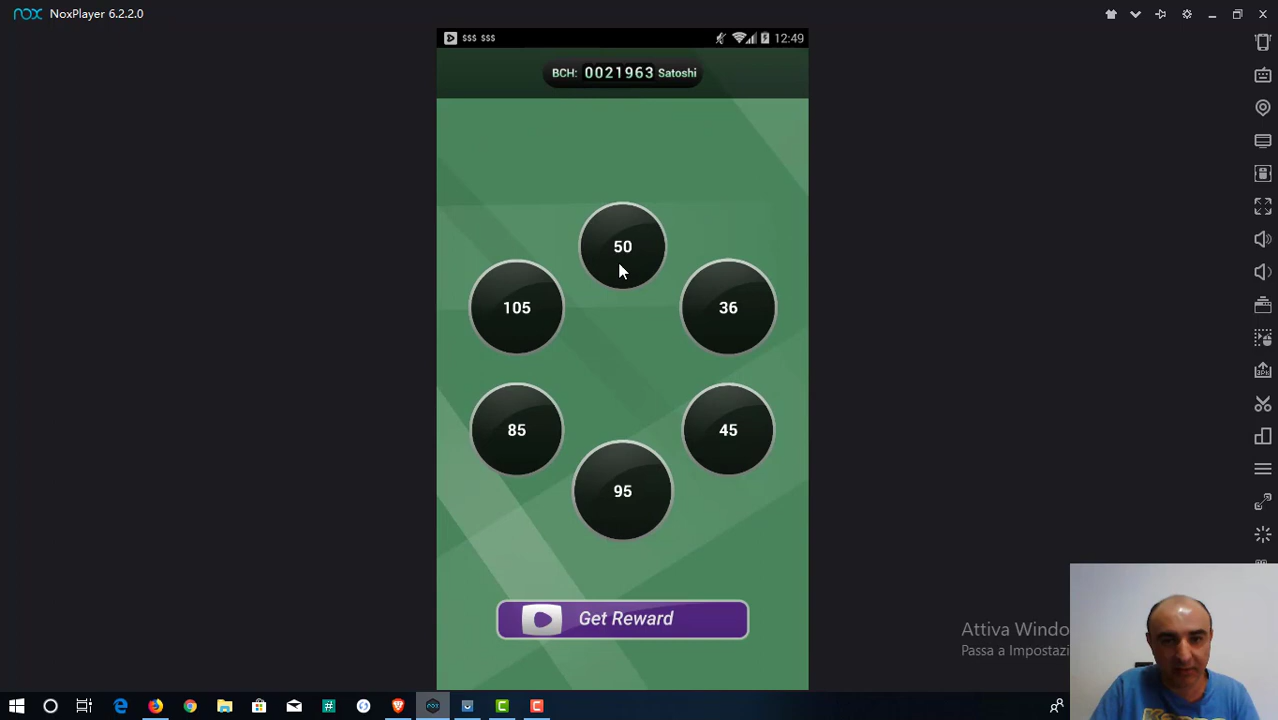 nox NoxPlayer 6.2.2.0
$$$ $$$ 12:49
BCH: 0021963 Satoshi
50
105
36
85
45
95
Get Reward
Attiva Windo
Passa a Impostazi